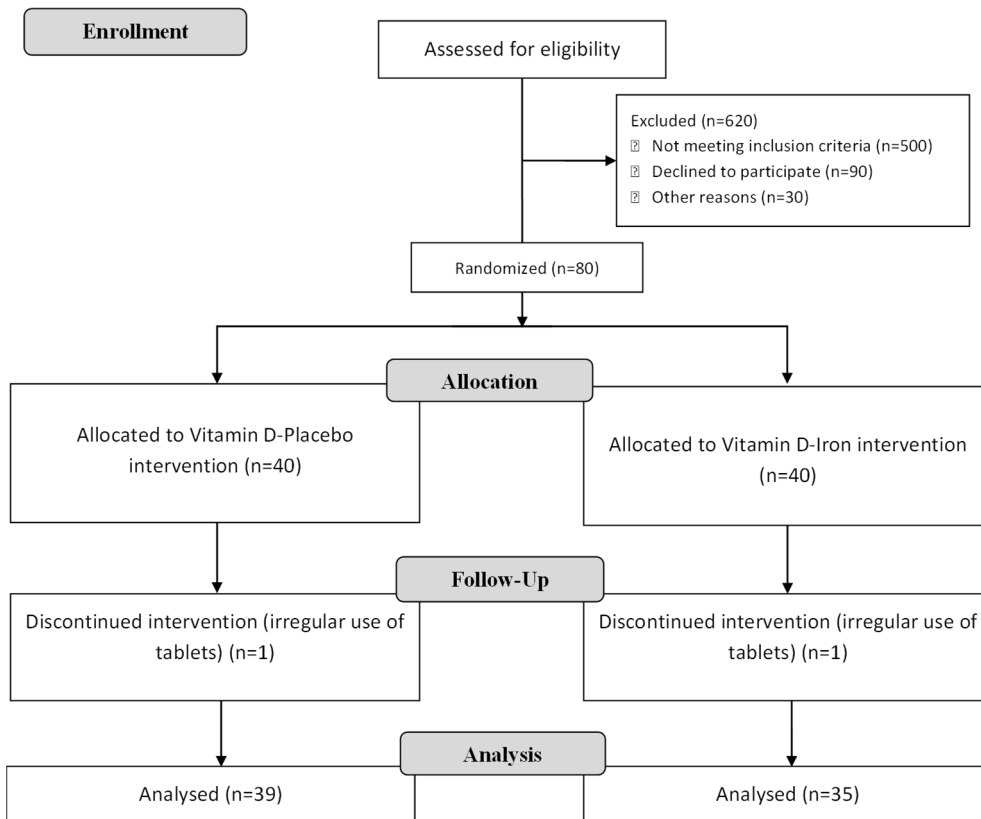 Enrollment
Assessed for eligibility
Excluded (n=620)
Not meeting inclusion criteria (n=500)
Declined to participate (n=90)
Other reasons (n=30)
Randomized (n=80)
Allocation
Allocated to Vitamin D-Placebo
intervention (n=40)
Allocated to Vitamin D-Iron intervention
(n=40)
Follow-Up
Discontinued intervention (irregular use of
tablets) (n=1)
Discontinued intervention (irregular use of
tablets) (n=1)
Analysis
Analysed (n=39)
Analysed (n=35)